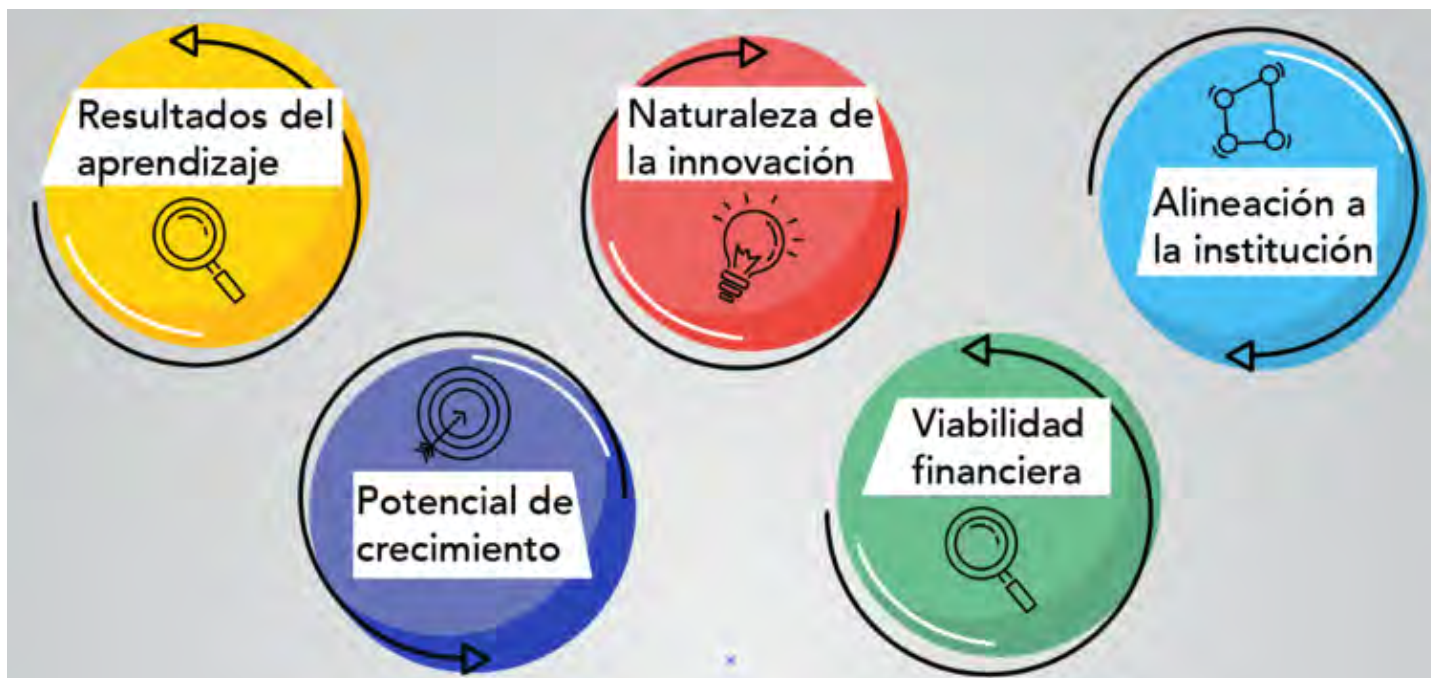 Resultados del
aprendizaje
Naturaleza de
la innovación
Alineación a
la institución
Potencial de
crecimiento
Viabilidad
financiera